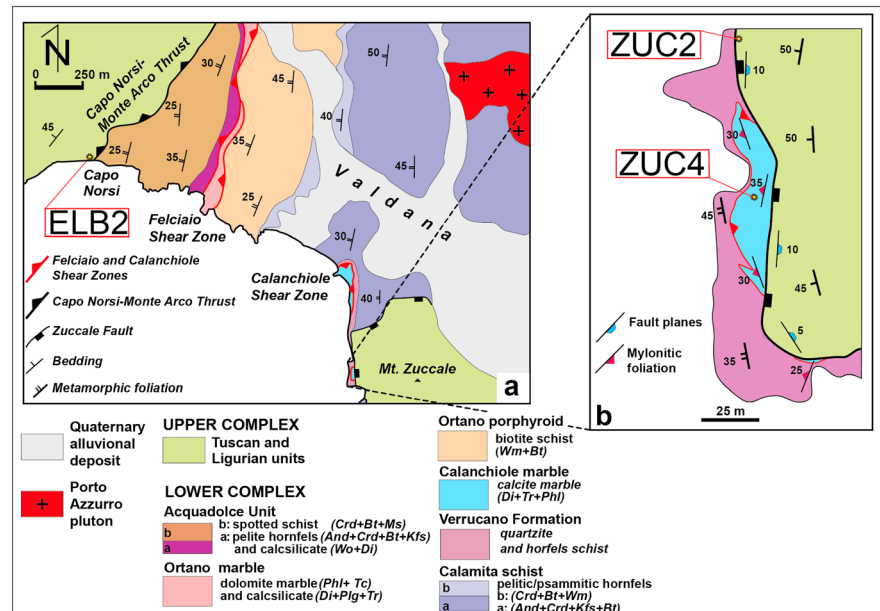 N
0 250 m
Capo Norsi-
Monte Arco Thrust
45
25
25
30
35
35
45
25
50
40
45
30
40
Capo
Norsi
ELB2
Felciaio
Shear Zone
Valdana
Calanchiole
Shear Zone
Mt. Zuccale
a
Felciaio and Calanchiole
Shear Zones
Capo Norsi-Monte Arco Thrust
Zuccale Fault
Bedding
Metamorphic foliation
ZUC2
ZUC4
10
50
30
50
35
45
10
30
45
5
35
25
Fault planes
Mylonitic
foliation
b
25 m
Quaternary
alluvional
deposit
Porto
Azzurro
pluton
UPPER COMPLEX
Tuscan and
Ligurian units
LOWER COMPLEX
Acquadolce Unit
b
b: spotted schist (Crd+Bt+Ms)
a: pelite hornfels (And+Crd+Bt+Kfs)
a
and calcsilicate (Wo+Di)
Ortano marble
dolomite marble (Phl+ Tc)
and calcsilicate (Di+Plg+Tr)
Ortano porphyroid
biotite schist
(Wm+Bt)
Calanchiole marble
calcite marble
(Di+Tr+Phl)
Verrucano Formation
quartzite
and horfels schist
Calamita schist
b
pelitic/psammitic hornfels
b: (Crd+Bt+Wm)
a
a: (And+Crd+Kfs+Bt)